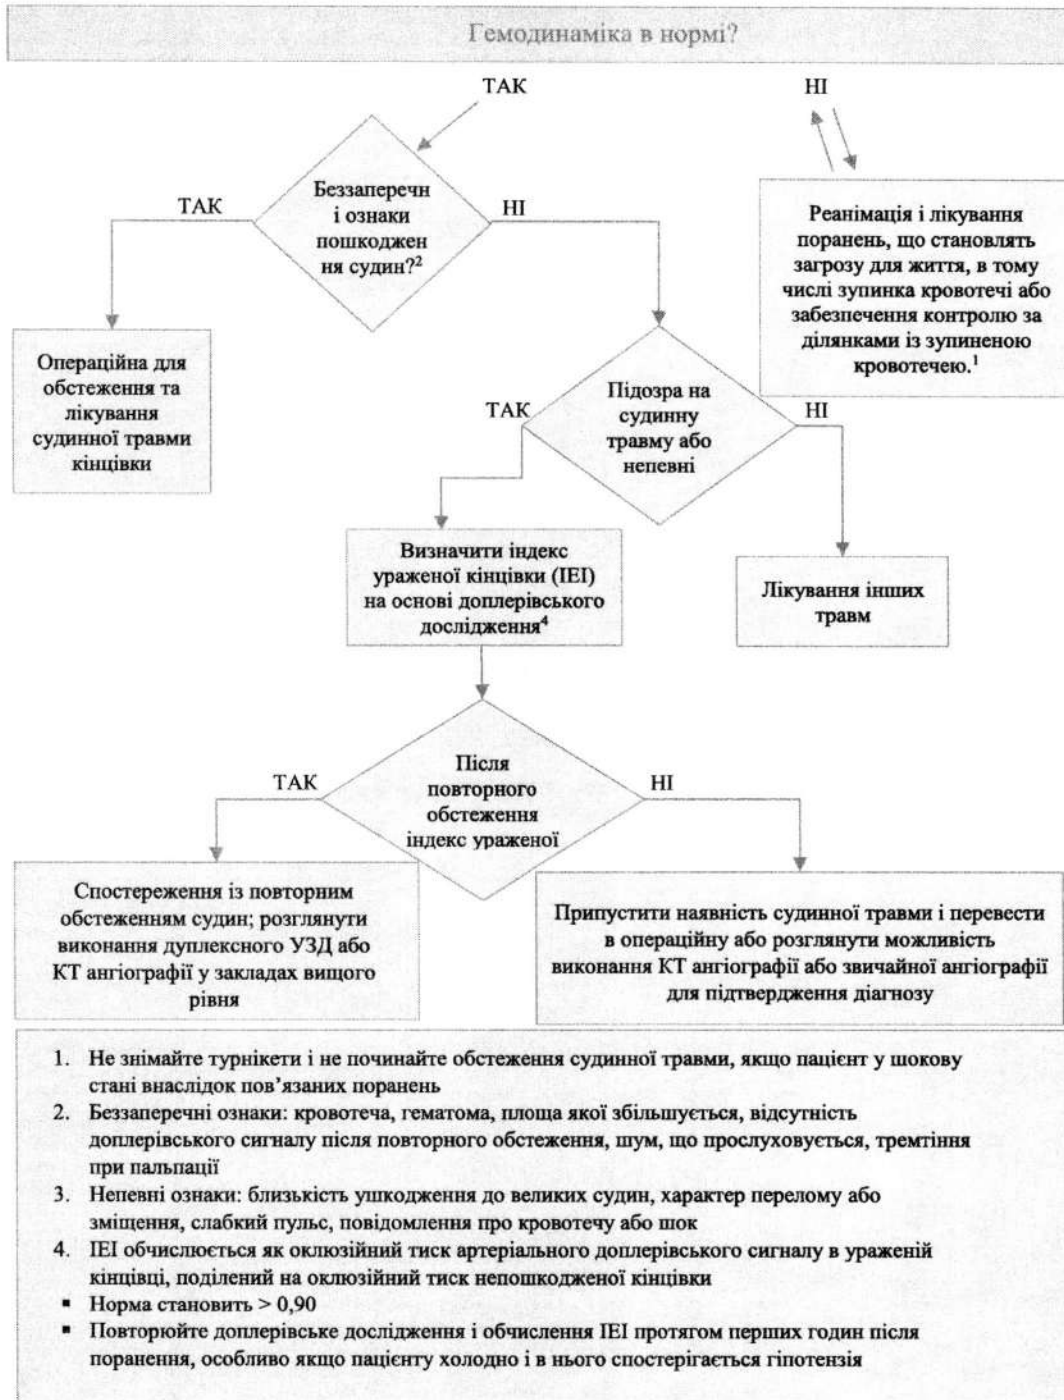 Гемодинаміка в нормі?
ТАК
НІ
Беззаперечн
і ознаки
пошкоджен
ня судин?²
ТАК
НІ
Реанімація і лікування
поранень, що становлять
загрозу для життя, в тому
числі зупинка кровотечі або
забезпечення контролю за
ділянками із зупиненою
кровотечею.¹
Операційна для
обстеження та
лікування
судинної травми
кінцівки
Підозра на
судинну
травму або
непевні
ТАК
НІ
Визначити індекс
ураженої кінцівки (ІЕІ)
на основі доплерівського
дослідження⁴
Лікування інших
травм
Після
повторного
обстеження
індекс ураженої
ТАК
НІ
Спостереження із повторним
обстеженням судин; розглянути
виконання дуплексного УЗД або
КТ ангіографії у закладах вищого
рівня
Припустити наявність судинної травми і перевести
в операційну або розглянути можливість
виконання КТ ангіографії або звичайної ангіографії
для підтвердження діагнозу
1. Не знімайте турнікети і не починайте обстеження судинної травми, якщо пацієнт у шокову
стані внаслідок пов’язаних поранень
2. Беззаперечні ознаки: кровотеча, гематома, площа якої збільшується, відсутність
доплерівського сигналу після повторного обстеження, шум, що прослуховується, тремтіння
при пальпації
3. Непевні ознаки: близькість ушкодження до великих судин, характер перелому або
зміщення, слабкий пульс, повідомлення про кровотечу або шок
4. ІЕІ обчислюється як оклюзійний тиск артеріального доплерівського сигналу в ураженій
кінцівці, поділений на оклюзійний тиск непошкодженої кінцівки
▪ Норма становить > 0,90
▪ Повторюйте доплерівське дослідження і обчислення ІЕІ протягом перших годин після
поранення, особливо якщо пацієнту холодно і в нього спостерігається гіпотензія